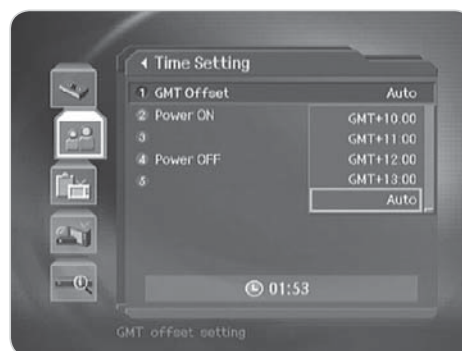 Time Setting
1 GMT Offset Auto
2 Power ON
3
4 Power OFF
5
GMT+10:00
GMT+11:00
GMT+12:00
GMT+13:00
Auto
01:53
GMT offset setting